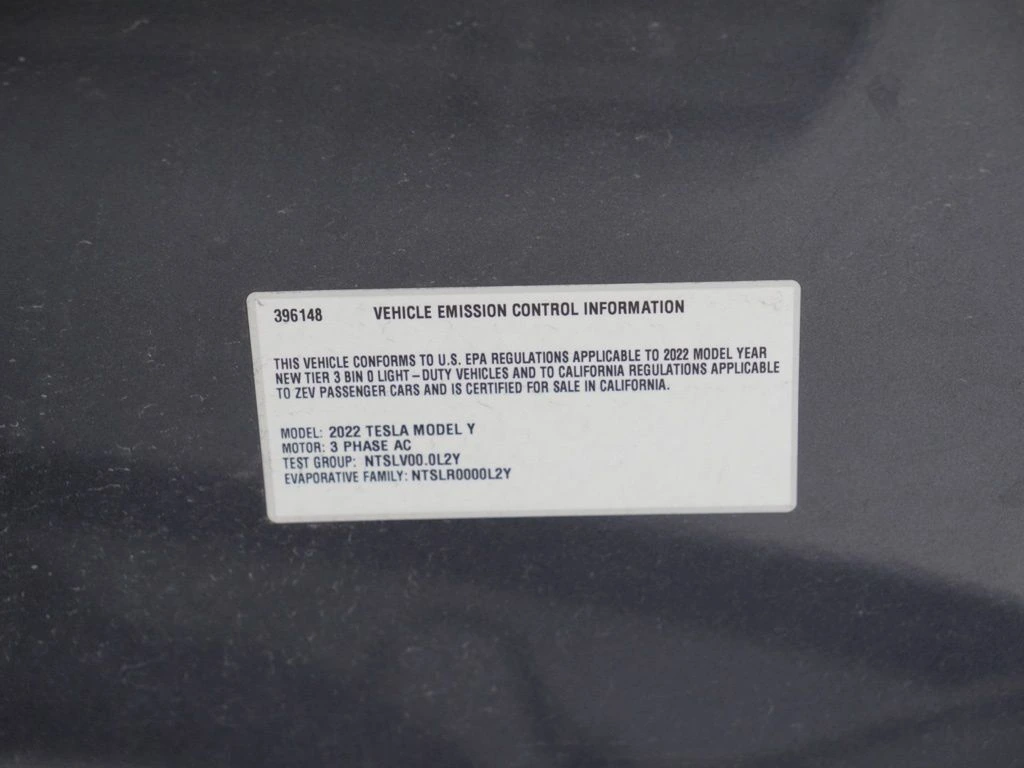 396148 VEHICLE EMISSION CONTROL INFORMATION
THIS VEHICLE CONFORMS TO U.S. EPA REGULATIONS APPLICABLE TO 2022 MODEL YEAR
NEW TIER 3 BIN 0 LIGHT-DUTY VEHICLES AND TO CALIFORNIA REGULATIONS APPLICABLE
TO ZEV PASSENGER CARS AND IS CERTIFIED FOR SALE IN CALIFORNIA.
MODEL: 2022 TESLA MODEL Y
MOTOR: 3 PHASE AC
TEST GROUP: NTSLV00.0L2Y
EVAPORATIVE FAMILY: NTSLR0000L2Y